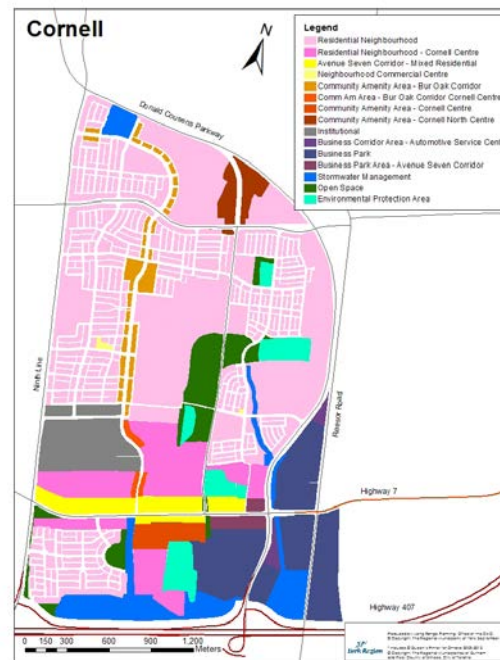 Cornell
N
Legend
Residential Neighbourhood
Residential Neighbourhood - Cornell Centre
Avenue Seven Corridor - Mixed Residential
Neighbourhood Commercial Centre
Community Amenity Area - Bur Oak Corridor
Comm Am Area - Bur Oak Corridor Cornell Centre
Community Amenity Area - Cornell Centre
Community Amenity Area - Cornell North Centre
Institutional
Business Corridor Area - Automotive Service Cent
Business Park
Business Park Area - Avenue Seven Corridor
Stormwater Management
Open Space
Environmental Protection Area
Donald Cousens Parkway
Ninth Line
Reesor Road
Highway 7
Highway 407
0 150 300 600 900 1,200
Meters
York Region